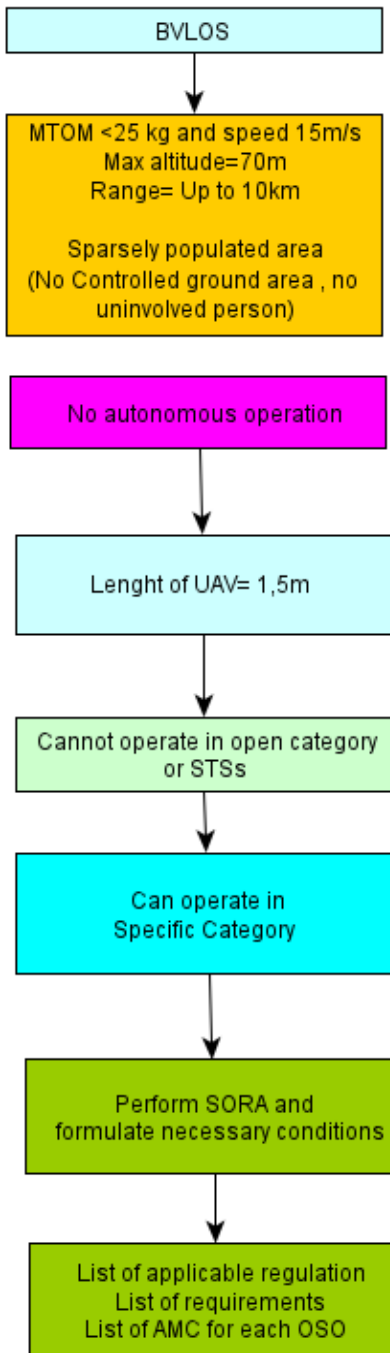 BVLOS
MTOM <25 kg and speed 15m/s
Max altitude=70m
Range= Up to 10km
Sparsely populated area
(No Controlled ground area , no
uninvolved person)
No autonomous operation
Lenght of UAV= 1,5m
Cannot operate in open category
or STSs
Can operate in
Specific Category
Perform SORA and
formulate necessary conditions
List of applicable regulation
List of requirements
List of AMC for each OSO